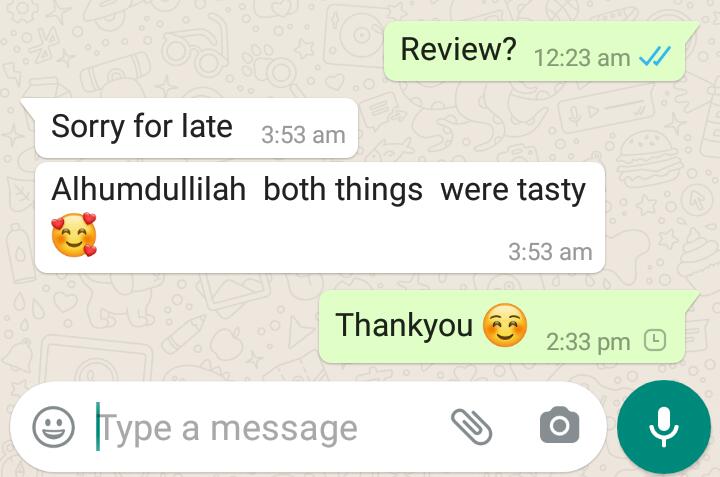 Review? 12:23 am
Sorry for late 3:53 am
Alhumdullilah both things were tasty
🥰
3:53 am
Thankyou ☺️ 2:33 pm
Type a message